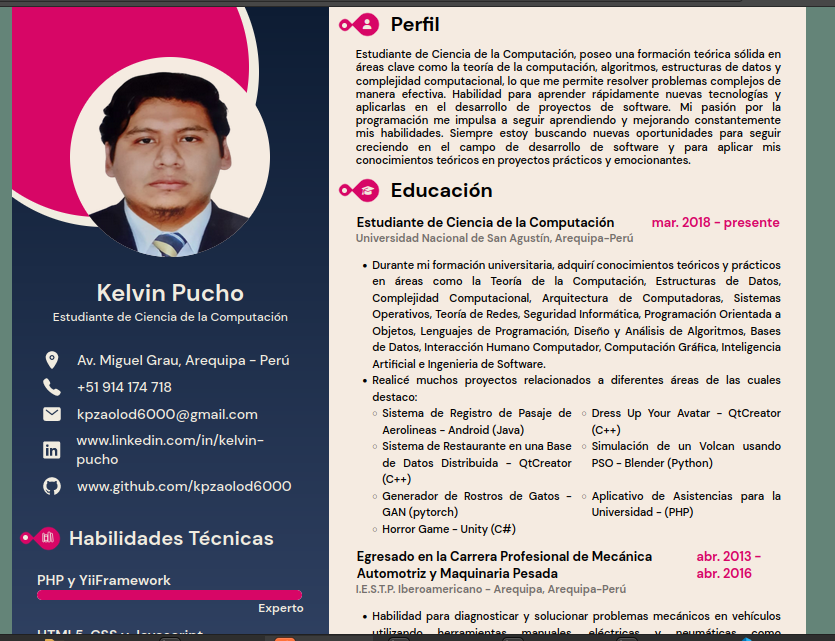 Kelvin Pucho
Estudiante de Ciencia de la Computación
Av. Miguel Grau, Arequipa - Perú
+51 914 174 718
kpzaolod6000@gmail.com
www.linkedin.com/in/kelvin-
pucho
www.github.com/kpzaolod6000
Habilidades Técnicas
PHP y YiiFramework
Experto
HTML5, CSS y Javascript
Perfil
Estudiante de Ciencia de la Computación, poseo una formación teórica sólida en
áreas clave como la teoría de la computación, algoritmos, estructuras de datos y
complejidad computacional, lo que me permite resolver problemas complejos de
manera efectiva. Habilidad para aprender rápidamente nuevas tecnologías y
aplicarlas en el desarrollo de proyectos de software. Mi pasión por la
programación me impulsa a seguir aprendiendo y mejorando constantemente
mis habilidades. Siempre estoy buscando nuevas oportunidades para seguir
creciendo en el campo de desarrollo de software y para aplicar mis
conocimientos teóricos en proyectos prácticos y emocionantes.
Educación
Estudiante de Ciencia de la Computación mar. 2018 - presente
Universidad Nacional de San Agustín, Arequipa-Perú
• Durante mi formación universitaria, adquirí conocimientos teóricos y prácticos
en áreas como la Teoría de la Computación, Estructuras de Datos,
Complejidad Computacional, Arquitectura de Computadoras, Sistemas
Operativos, Teoría de Redes, Seguridad Informática, Programación Orientada a
Objetos, Lenguajes de Programación, Diseño y Análisis de Algoritmos, Bases
de Datos, Interacción Humano Computador, Computación Gráfica, Inteligencia
Artificial e Ingenieria de Software.
• Realicé muchos proyectos relacionados a diferentes áreas de las cuales
destaco:
○ Sistema de Registro de Pasaje de
Aerolineas - Android (Java)
○ Sistema de Restaurante en una Base
de Datos Distribuida - QtCreator
(C++)
○ Generador de Rostros de Gatos -
GAN (pytorch)
○ Horror Game - Unity (C#)
○ Dress Up Your Avatar - QtCreator
(C++)
○ Simulación de un Volcan usando
PSO - Blender (Python)
○ Aplicativo de Asistencias para la
Universidad - (PHP)
Egresado en la Carrera Profesional de Mecánica abr. 2013 -
Automotriz y Maquinaria Pesada abr. 2016
I.E.S.T.P. Iberoamericano - Arequipa, Arequipa-Perú
• Habilidad para diagnosticar y solucionar problemas mecánicos en vehículos
utilizando herramientas manuales, eléctricas y neumáticas como